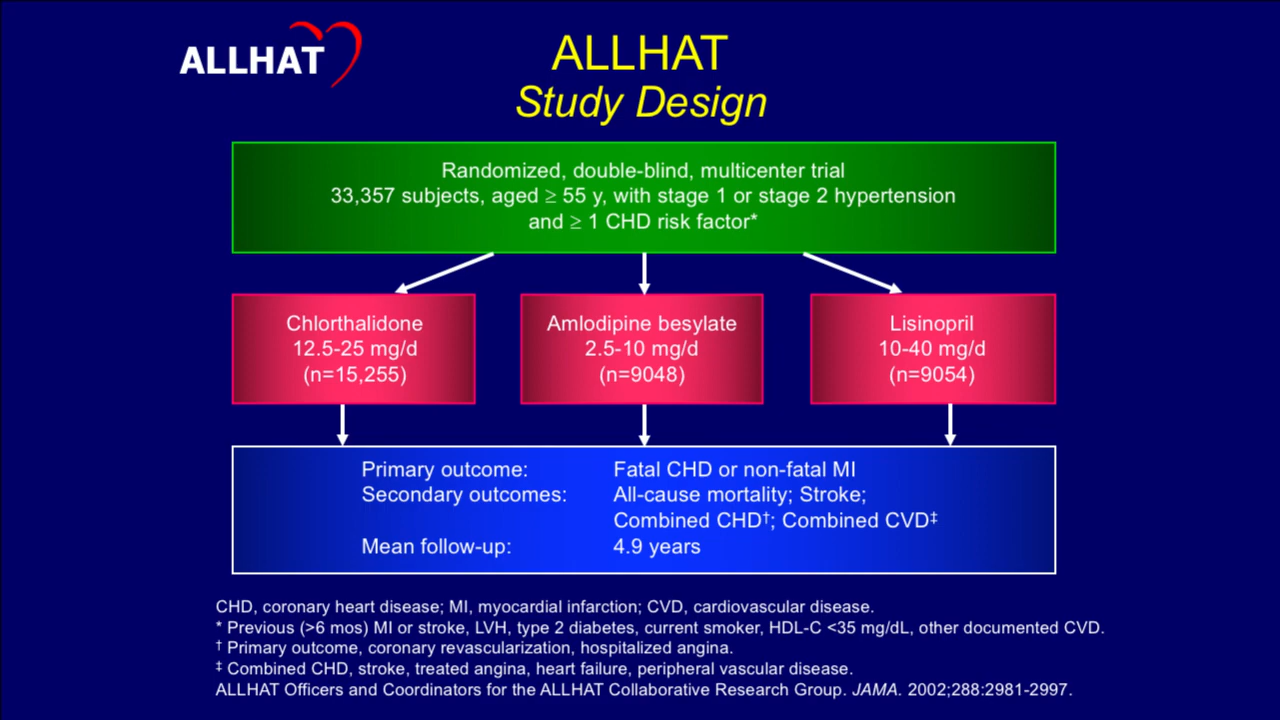 ALLHAT
ALLHAT
Study Design
Randomized, double-blind, multicenter trial
33,357 subjects, aged ≥ 55 y, with stage 1 or stage 2 hypertension
and ≥ 1 CHD risk factor*
Chlorthalidone
12.5-25 mg/d
(n=15,255)
Amlodipine besylate
2.5-10 mg/d
(n=9048)
Lisinopril
10-40 mg/d
(n=9054)
Primary outcome: Fatal CHD or non-fatal MI
Secondary outcomes: All-cause mortality; Stroke;
Combined CHD†; Combined CVD‡
Mean follow-up: 4.9 years
CHD, coronary heart disease; MI, myocardial infarction; CVD, cardiovascular disease.
* Previous (>6 mos) MI or stroke, LVH, type 2 diabetes, current smoker, HDL-C <35 mg/dL, other documented CVD.
† Primary outcome, coronary revascularization, hospitalized angina.
‡ Combined CHD, stroke, treated angina, heart failure, peripheral vascular disease.
ALLHAT Officers and Coordinators for the ALLHAT Collaborative Research Group. JAMA. 2002;288:2981-2997.